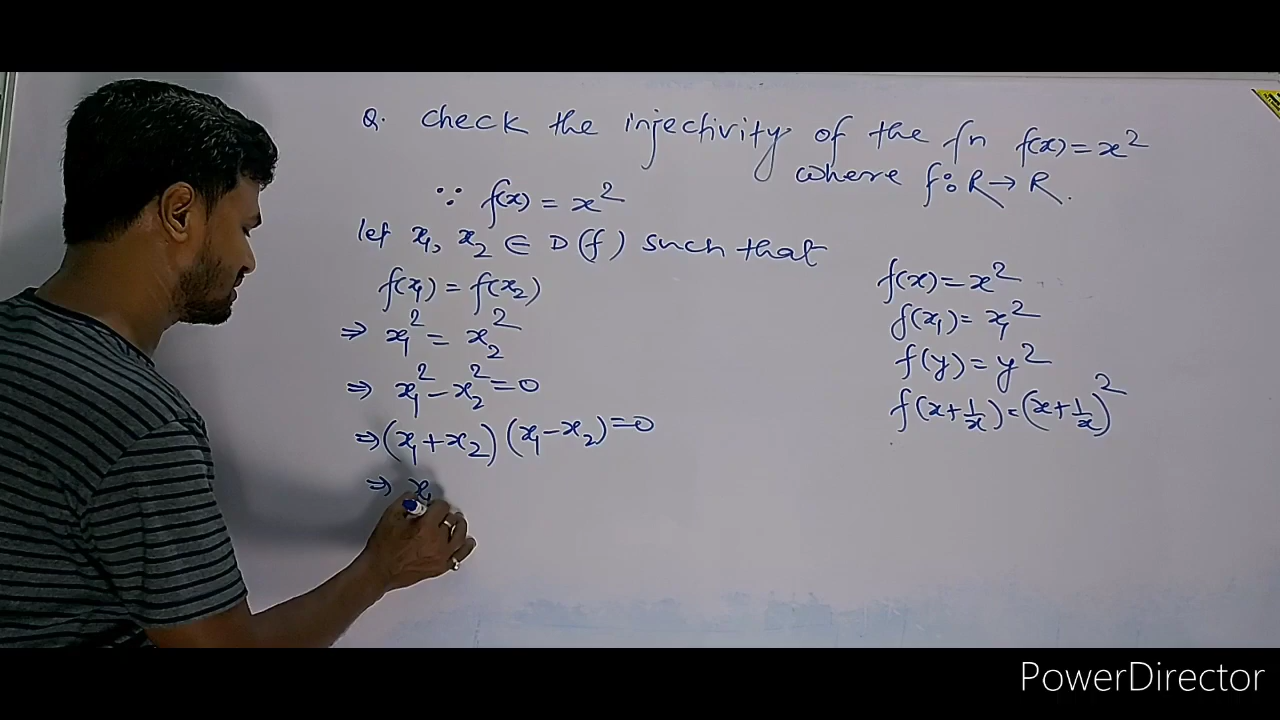 Q. check the injectivity of the fn f(x) = x²
where f: R → R.
∵ f(x) = x²
let x₁, x₂ ∈ D(f) such that
f(x₁) = f(x₂)
⇒ x₁² = x₂²
⇒ x₁² - x₂² = 0
⇒ (x₁ + x₂) (x₁ - x₂) = 0
⇒ x₁
f(x) = x²
f(x₁) = x₁²
f(y) = y²
f(x + 1/x) = (x + 1/x)²
PowerDirector